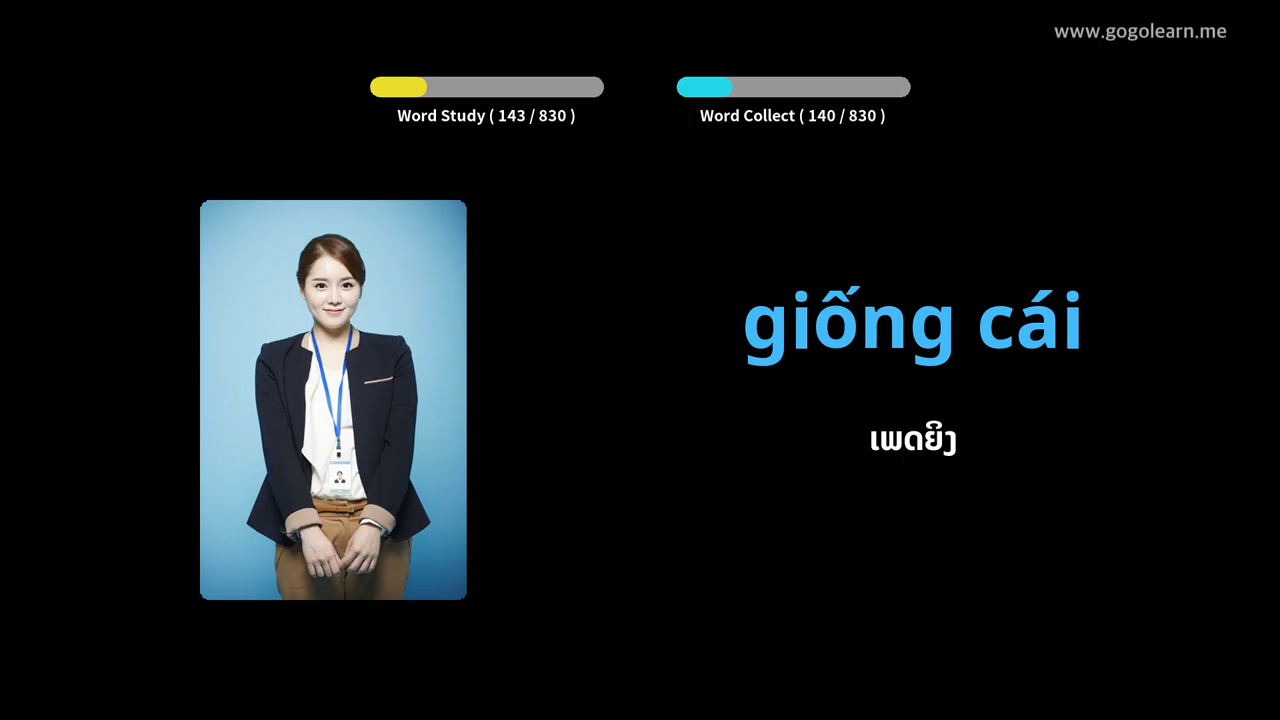 www.gogolearn.me
Word Study ( 143 / 830 )
Word Collect ( 140 / 830 )
giống cái
ເພດຍິງ